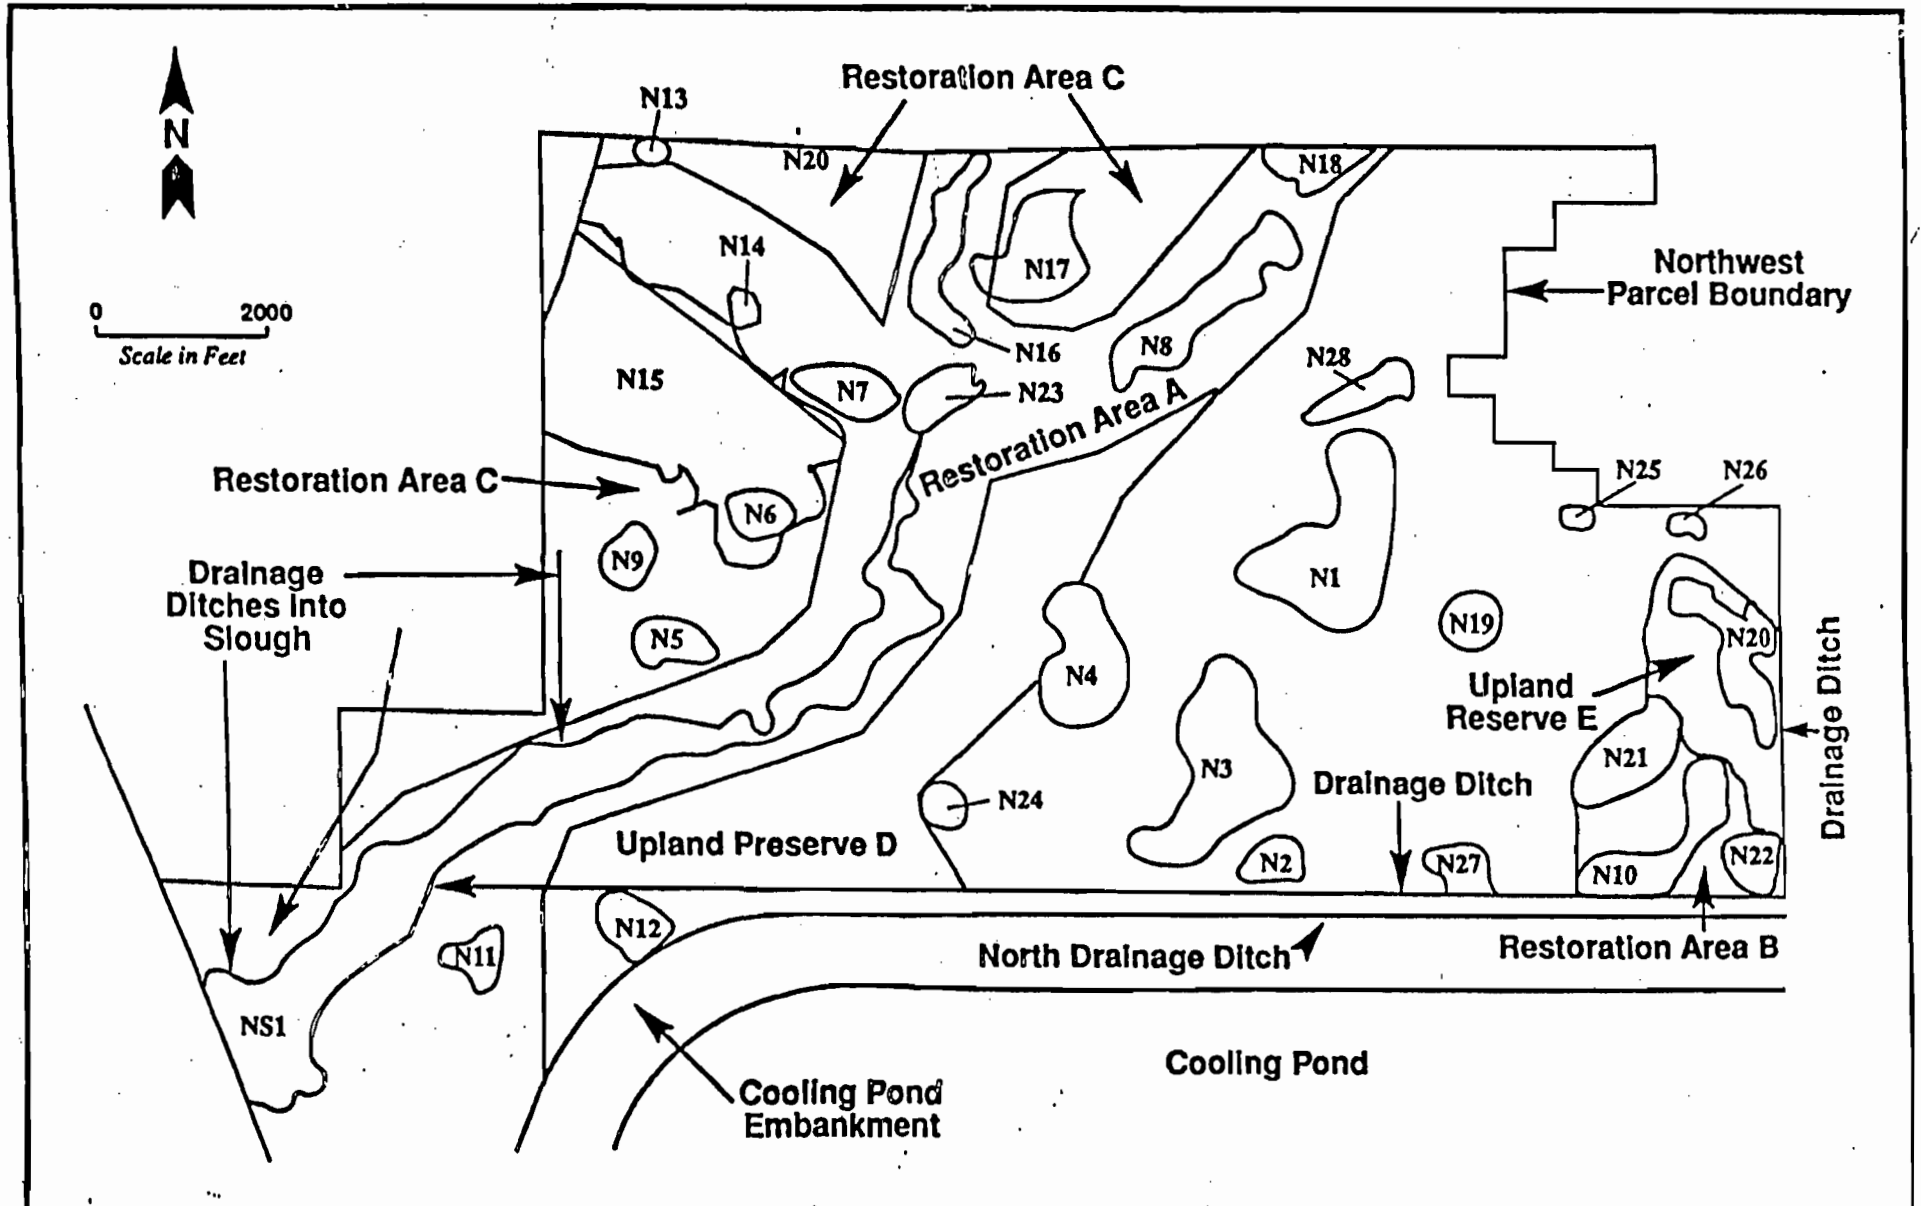 Restoration Area C
N13
N
N20
N18
N14
N17
Northwest
Parcel Boundary
0 2000
Scale in Feet
N16
N8
N28
N15
N7
N23
Restoration Area A
Restoration Area C
N25
N26
N6
N9
Drainage
Ditches into
Slough
N1
N5
N19
N20
N4
Upland
Reserve E
Drainage Ditch
N3
N21
Drainage Ditch
N24
Upland Preserve D
N2
N27
N10
N22
N12
N11
North Drainage Ditch
Restoration Area B
NS1
Cooling Pond
Cooling Pond
Embankment